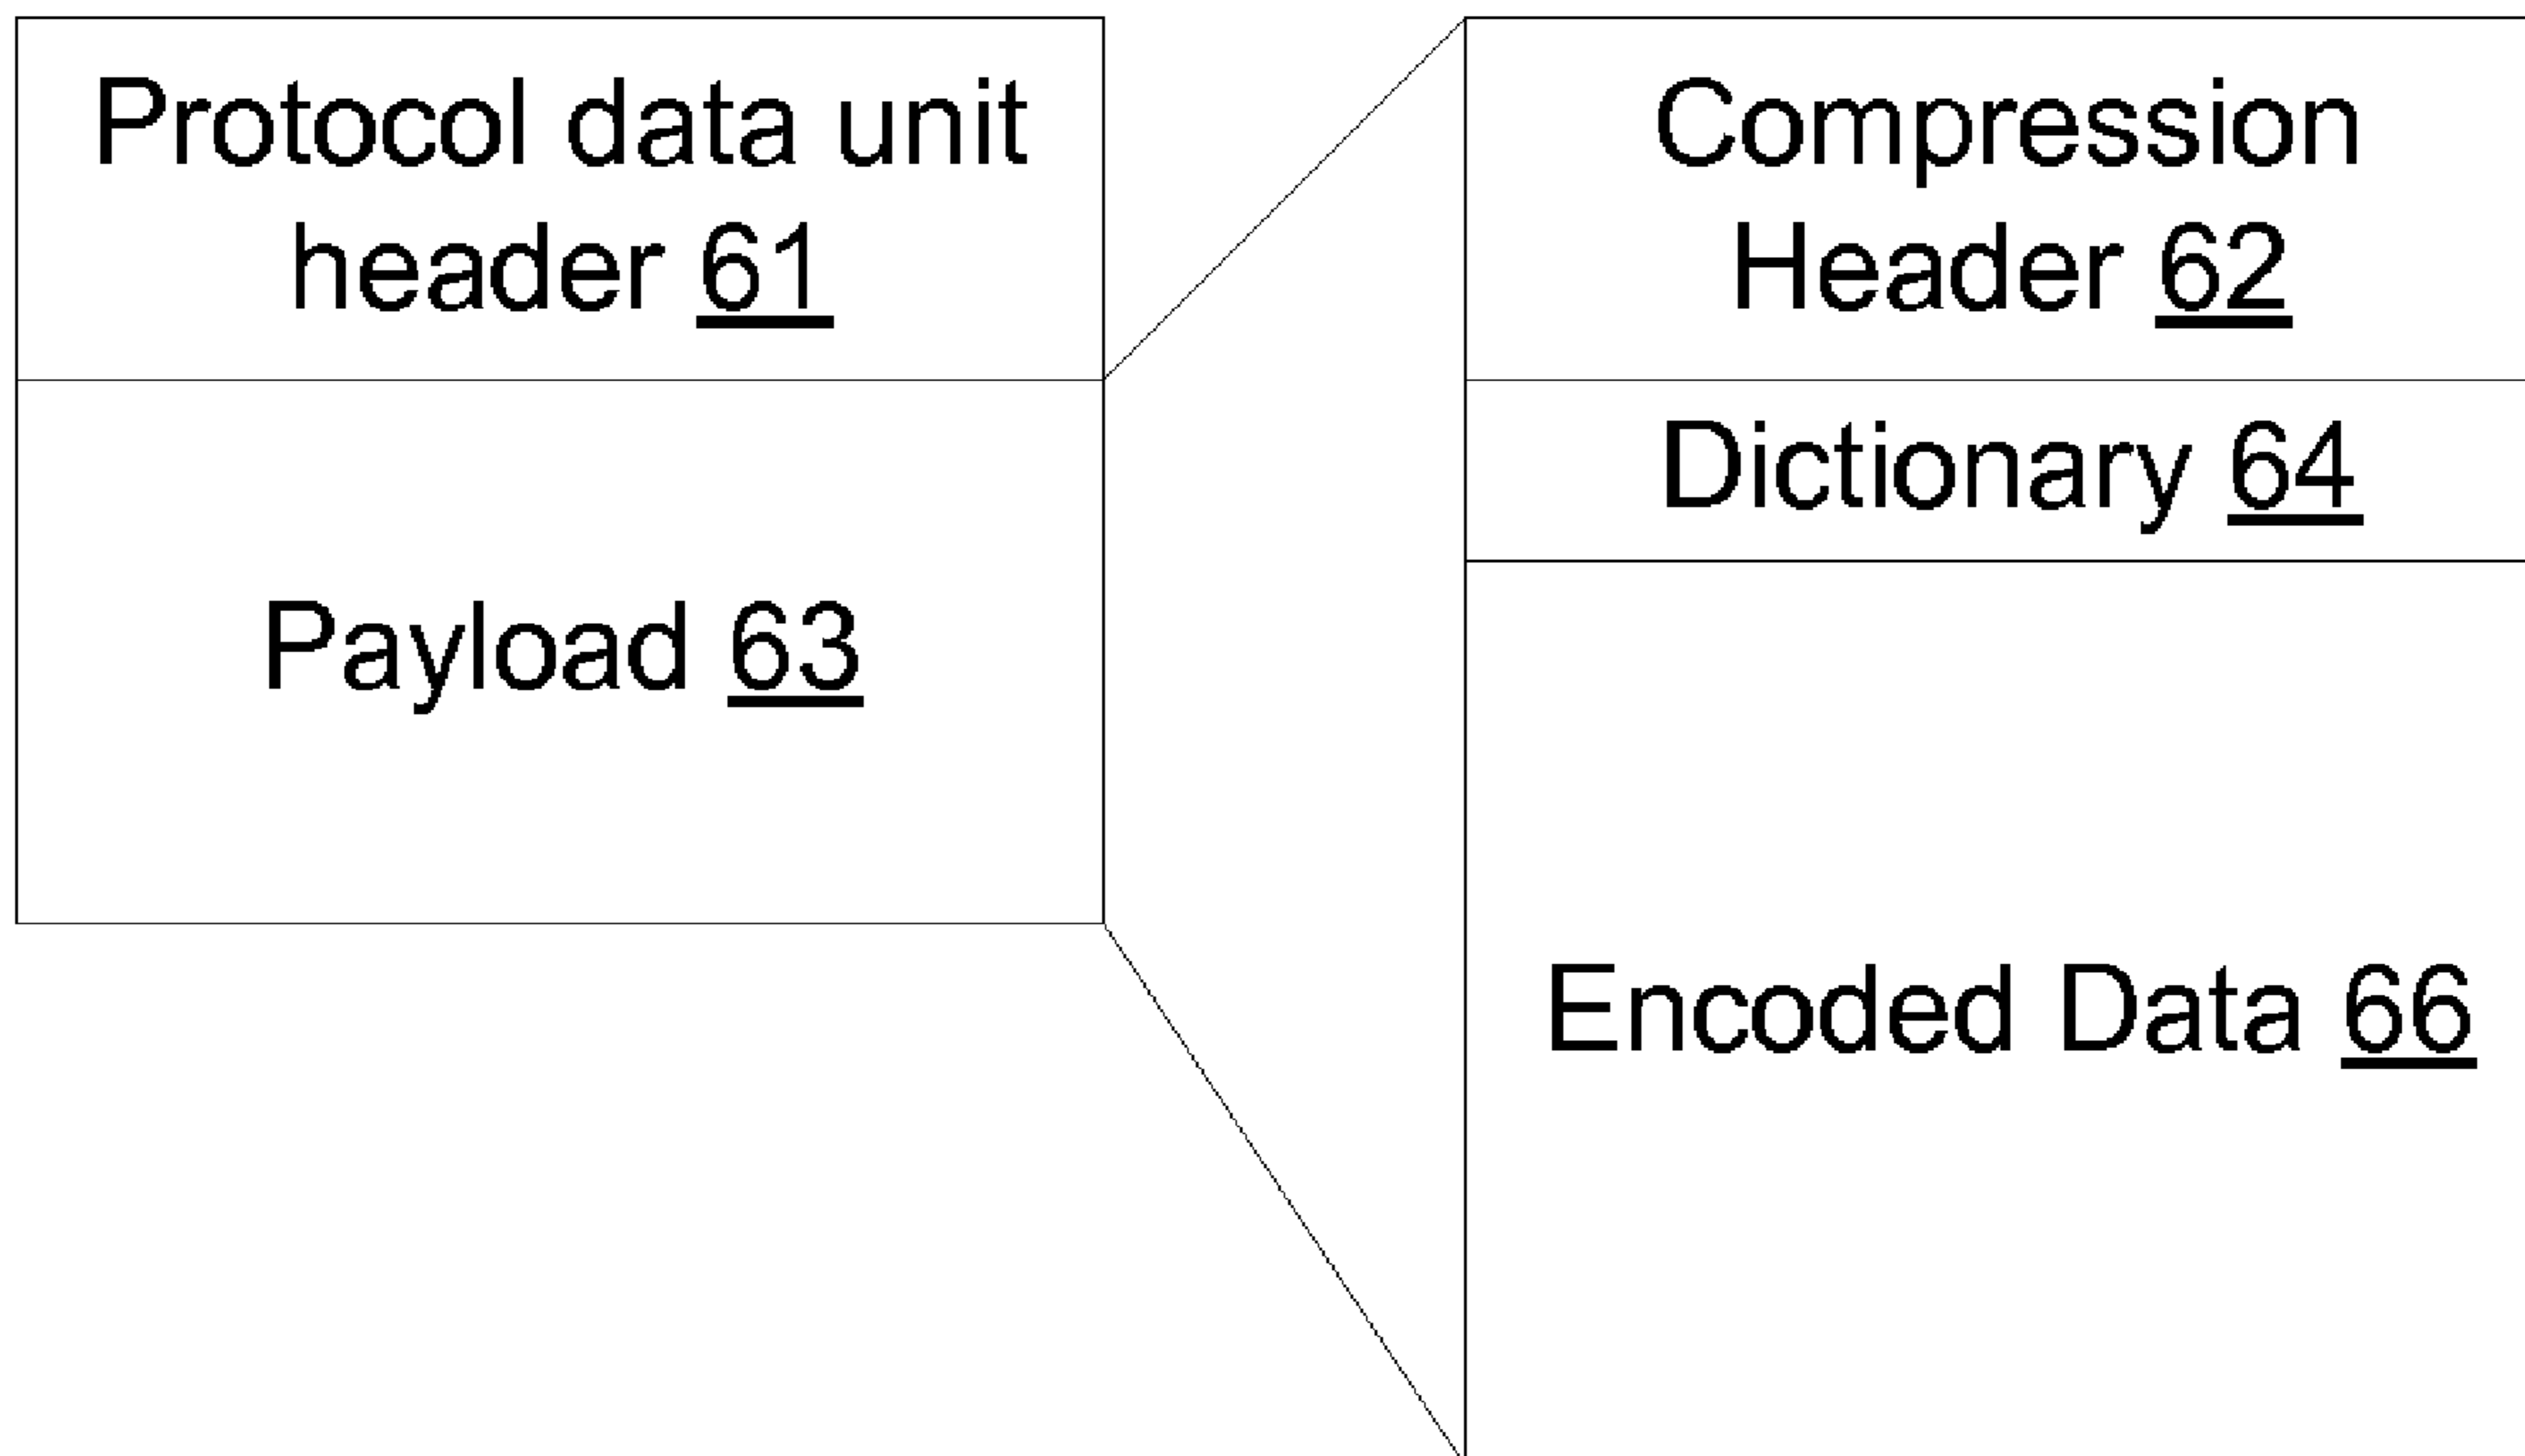 Protocol data unit
header 61
Payload 63
Compression
Header 62
Dictionary 64
Encoded Data 66